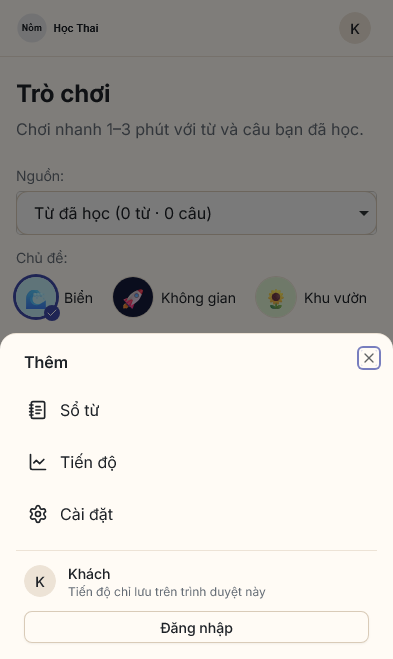 Nôm Học Thai K
Trò chơi
Chơi nhanh 1–3 phút với từ và câu bạn đã học.
Nguồn:
Từ đã học (0 từ · 0 câu)
Chủ đề:
Biển Không gian Khu vườn
Thêm
Sổ từ
Tiến độ
Cài đặt
K Khách
Tiến độ chỉ lưu trên trình duyệt này
Đăng nhập